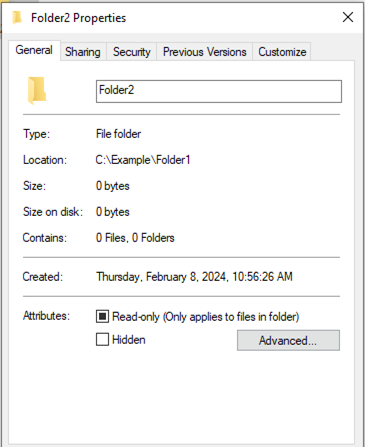 Folder2 Properties
General Sharing Security Previous Versions Customize
Folder2
Type: File folder
Location: C:\Example\Folder1
Size: 0 bytes
Size on disk: 0 bytes
Contains: 0 Files, 0 Folders
Created: Thursday, February 8, 2024, 10:56:26 AM
Attributes: Read-only (Only applies to files in folder)
Hidden Advanced...